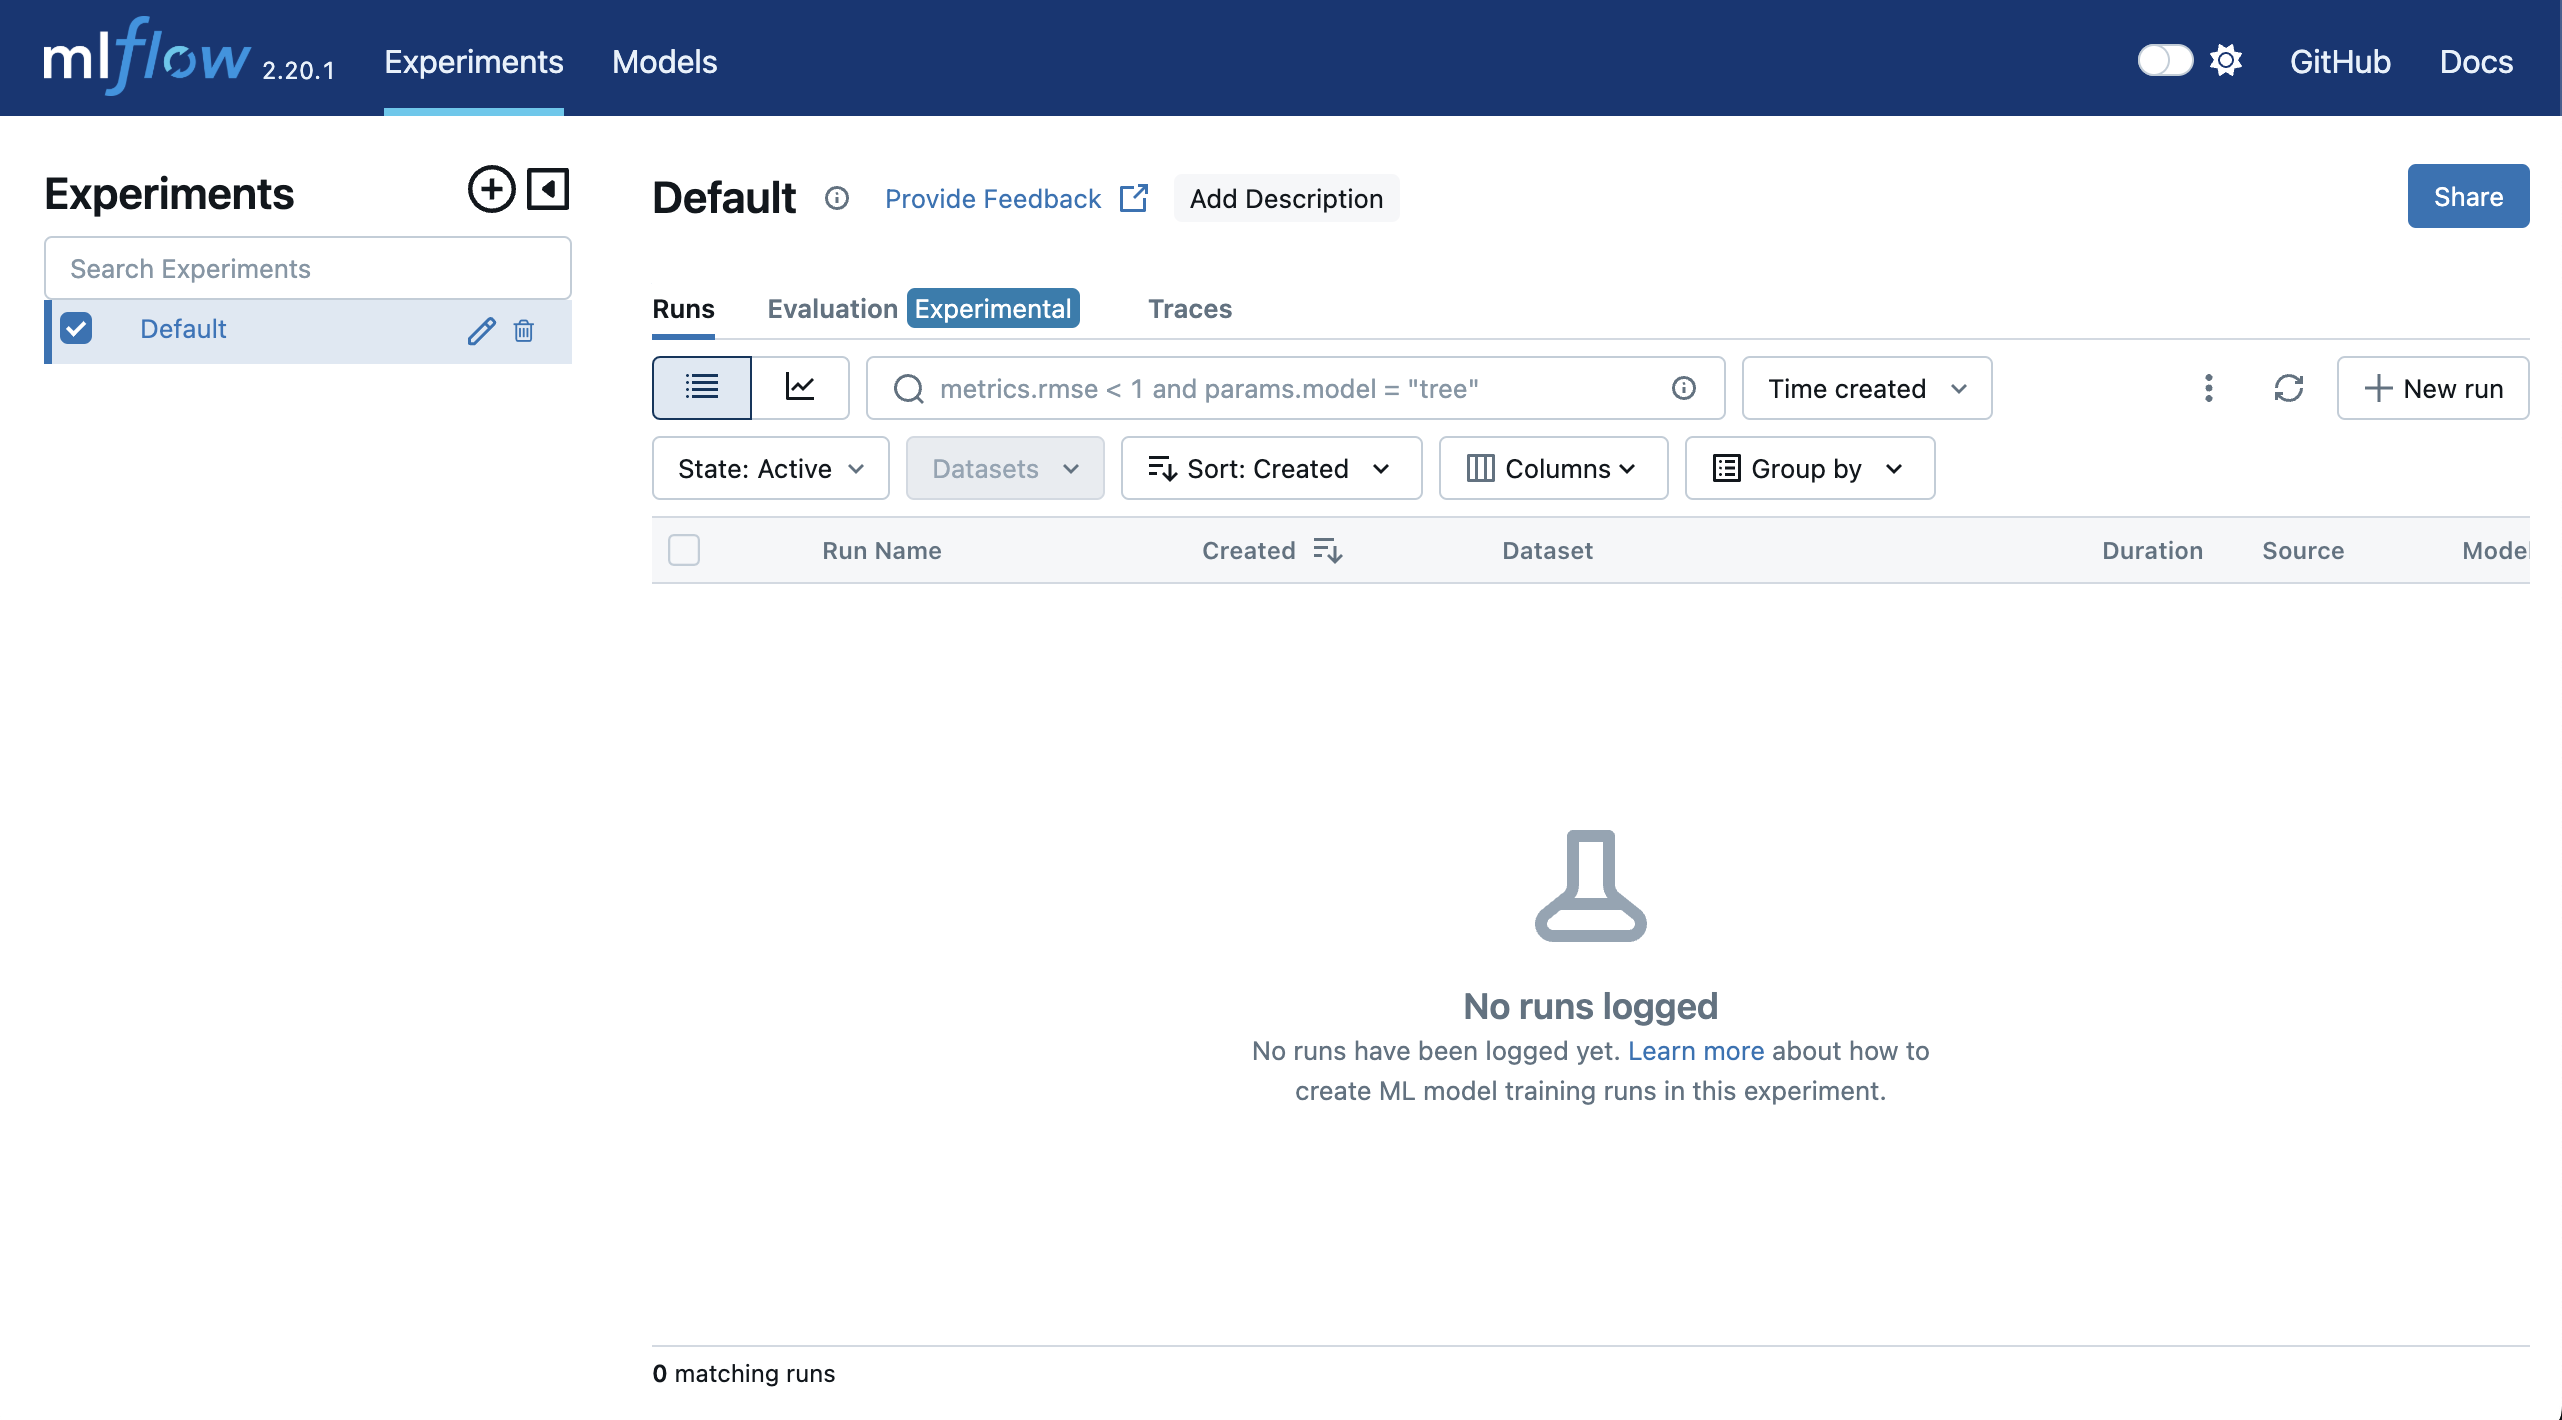 mlflow 2.20.1 Experiments Models GitHub Docs
Experiments
Search Experiments
Default
Default Provide Feedback Add Description Share
Runs Evaluation Experimental Traces
metrics.rmse < 1 and params.model = "tree" Time created New run
State: Active Datasets Sort: Created Columns Group by
Run Name Created Dataset Duration Source Model
No runs logged
No runs have been logged yet. Learn more about how to
create ML model training runs in this experiment.
0 matching runs